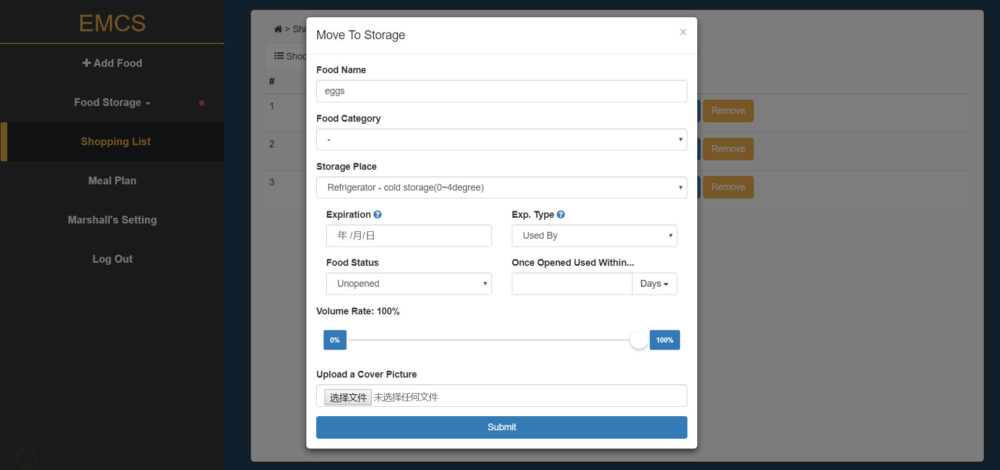 EMCS
Add Food
Food Storage
Shopping List
Meal Plan
Marshall's Setting
Log Out
>
#
1
Remove
2
Remove
3
Remove
Move To Storage
×
Food Name
eggs
Food Category
-
Storage Place
Refrigerator - cold storage(0~4degree)
Expiration
Exp. Type
年 /月/日
Used By
Food Status
Once Opened Used Within...
Unopened
Days
Volume Rate: 100%
0%
100%
Upload a Cover Picture
选择文件 未选择任何文件
Submit